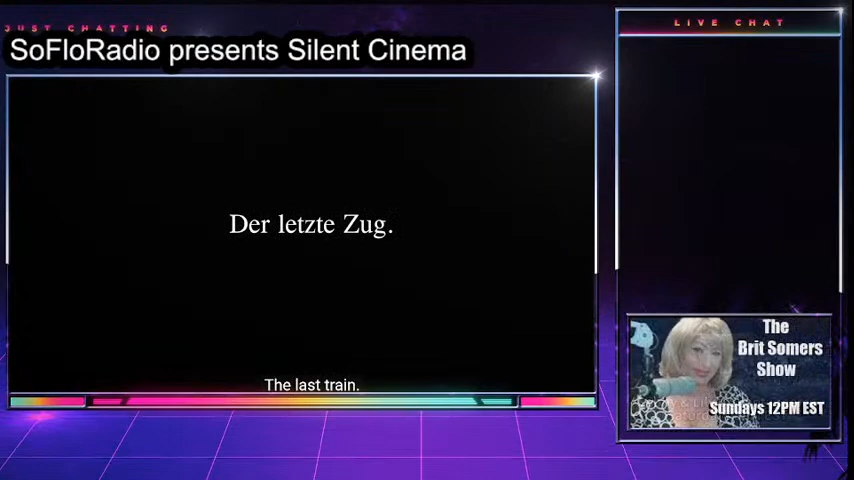 JUST CHATTING
SoFloRadio presents Silent Cinema
LIVE CHAT
Der letzte Zug.
The last train.
The
Brit Somers
Show
Sundays 12PM EST